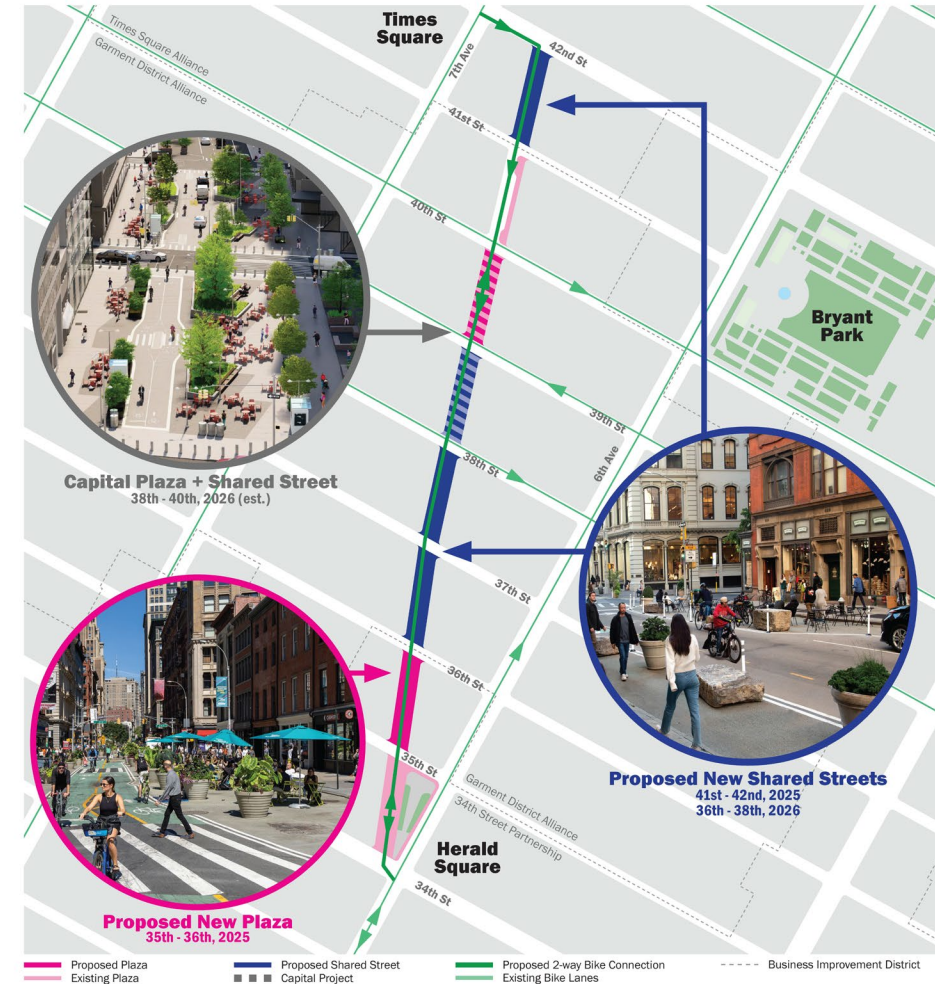 Times
Square
Times Square Alliance
Garment District Alliance
7th Ave
42nd St
41st St
40th St
Bryant
Park
39th St
6th Ave
38th St
Capital Plaza + Shared Street
38th - 40th, 2026 (est.)
37th St
36th St
35th St
Garment District Alliance
34th Street Partnership
Proposed New Shared Streets
41st - 42nd, 2025
36th - 38th, 2026
Herald
Square
34th St
Proposed New Plaza
35th - 36th, 2025
Proposed Plaza
Existing Plaza
Proposed Shared Street
Capital Project
Proposed 2-way Bike Connection
Existing Bike Lanes
Business Improvement District